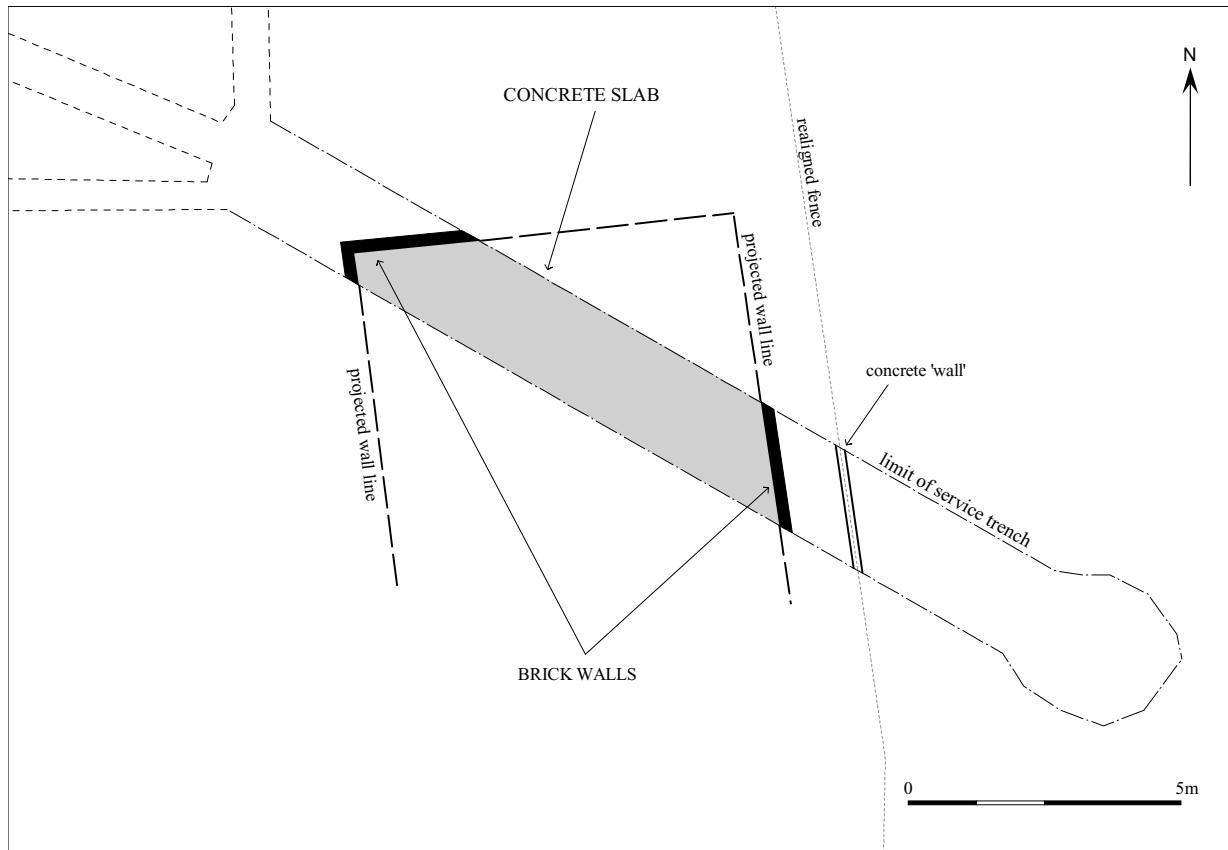 N
CONCRETE SLAB
realigned fence
projected wall line
projected wall line
concrete 'wall'
limit of service trench
BRICK WALLS
0 5m